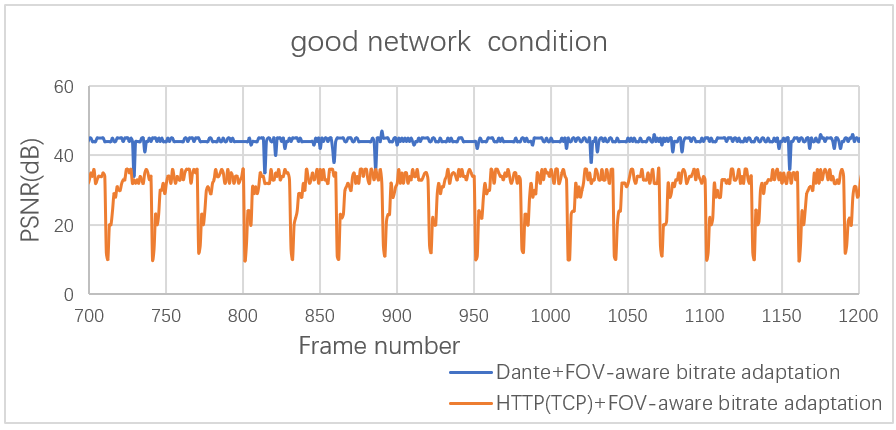 good network  condition
PSNR(dB)
60
40
20
0
700 750 800 850 900 950 1000 1050 1100 1150 1200
Frame number
Dante+FOV-aware bitrate adaptation
HTTP(TCP)+FOV-aware bitrate adaptation